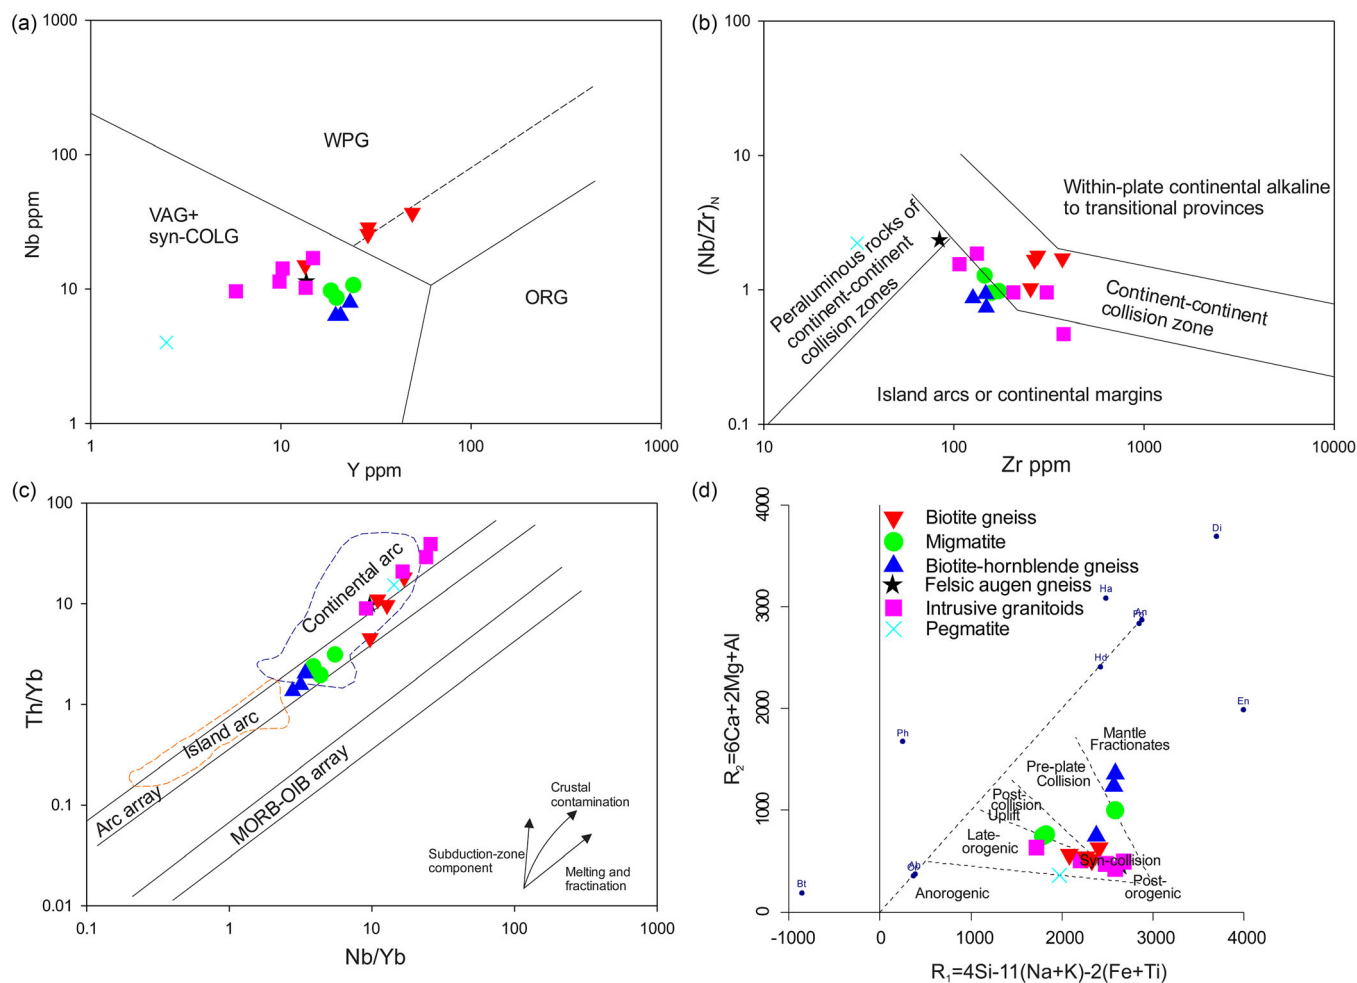 (a)
1000
100
10
1
Nb ppm
WPG
VAG+
syn-COLG
ORG
1
10
100
1000
Y ppm
(b)
100
10
1
0.1
(Nb/Zr)N
Within-plate continental alkaline
to transitional provinces
Peraluminous rocks of
continent-continent
collision zones
Continent-continent
collision zone
Island arcs or continental margins
10
100
1000
10000
Zr ppm
(c)
100
10
1
0.1
0.01
Th/Yb
Continental arc
Island arc
Arc array
MORB-OIB array
Crustal
contamination
Subduction-zone
component
Melting and
fractination
0.1
1
10
100
1000
Nb/Yb
(d)
4000
3000
2000
1000
0
R2=6Ca+2Mg+Al
Biotite gneiss
Migmatite
Biotite-hornblende gneiss
Felsic augen gneiss
Intrusive granitoids
Pegmatite
Di
Ha
An
Hd
En
Ph
Mantle
Fractionates
Pre-plate
Collision
Post-
collision
Uplift
Late-
orogenic
Syn-collision
Ab
Anorogenic
Post-
orogenic
Bt
-1000
0
1000
2000
3000
4000
R1=4Si-11(Na+K)-2(Fe+Ti)